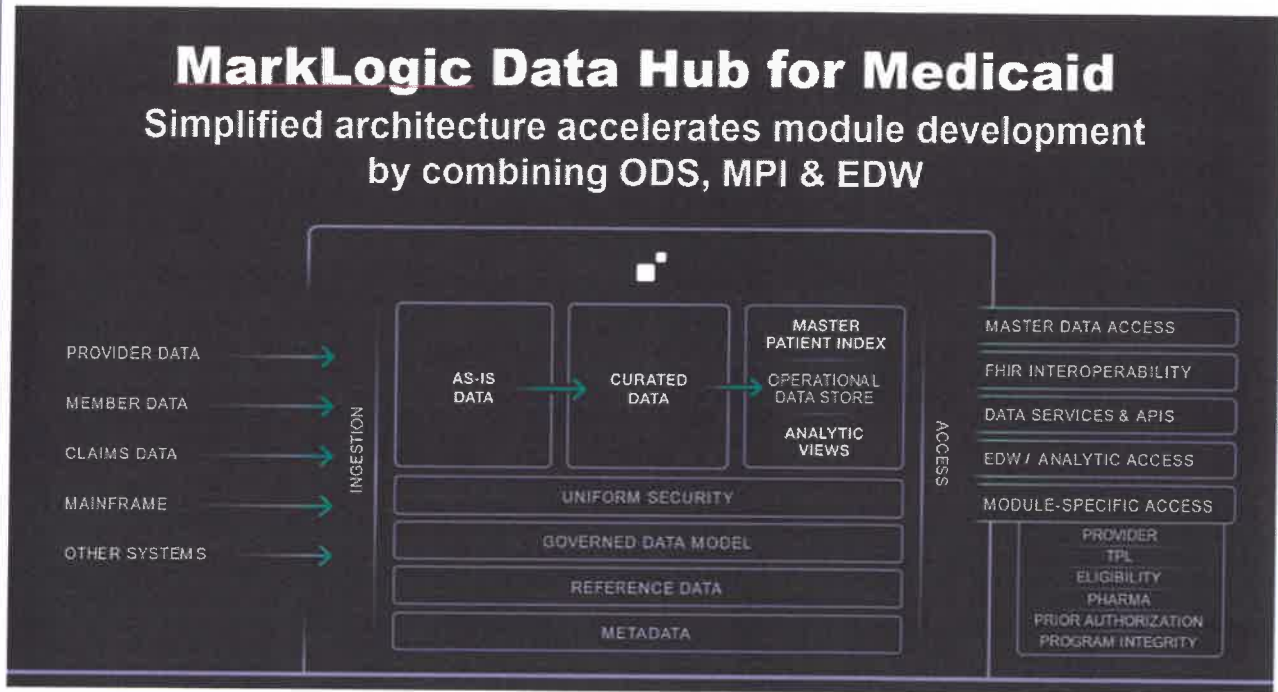 MarkLogic Data Hub for Medicaid
Simplified architecture accelerates module development
by combining ODS, MPI & EDW
PROVIDER DATA
MEMBER DATA
CLAIMS DATA
MAINFRAME
OTHER SYSTEMS
INGESTION
AS-IS
DATA
CURATED
DATA
MASTER
PATIENT INDEX
OPERATIONAL
DATA STORE
ANALYTIC
VIEWS
UNIFORM SECURITY
GOVERNED DATA MODEL
REFERENCE DATA
METADATA
ACCESS
MASTER DATA ACCESS
FHIR INTEROPERABILITY
DATA SERVICES & APIS
EDW / ANALYTIC ACCESS
MODULE-SPECIFIC ACCESS
PROVIDER
TPL
ELIGIBILITY
PHARMA
PRIOR AUTHORIZATION
PROGRAM INTEGRITY